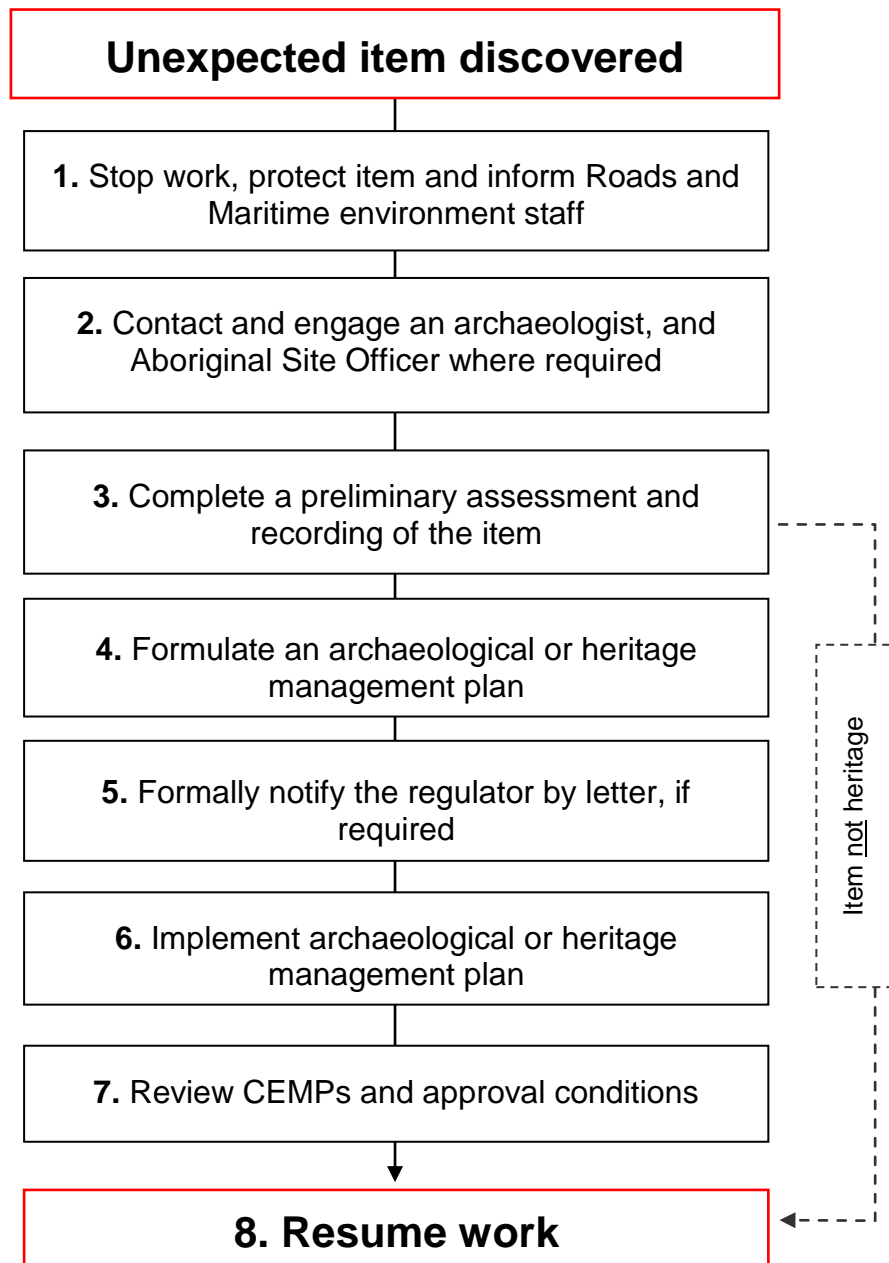 Unexpected item discovered
1. Stop work, protect item and inform Roads and
Maritime environment staff
2. Contact and engage an archaeologist, and
Aboriginal Site Officer where required
3. Complete a preliminary assessment and
recording of the item
4. Formulate an archaeological or heritage
management plan
Item not heritage
5. Formally notify the regulator by letter, if
required
6. Implement archaeological or heritage
management plan
7. Review CEMPs and approval conditions
8. Resume work